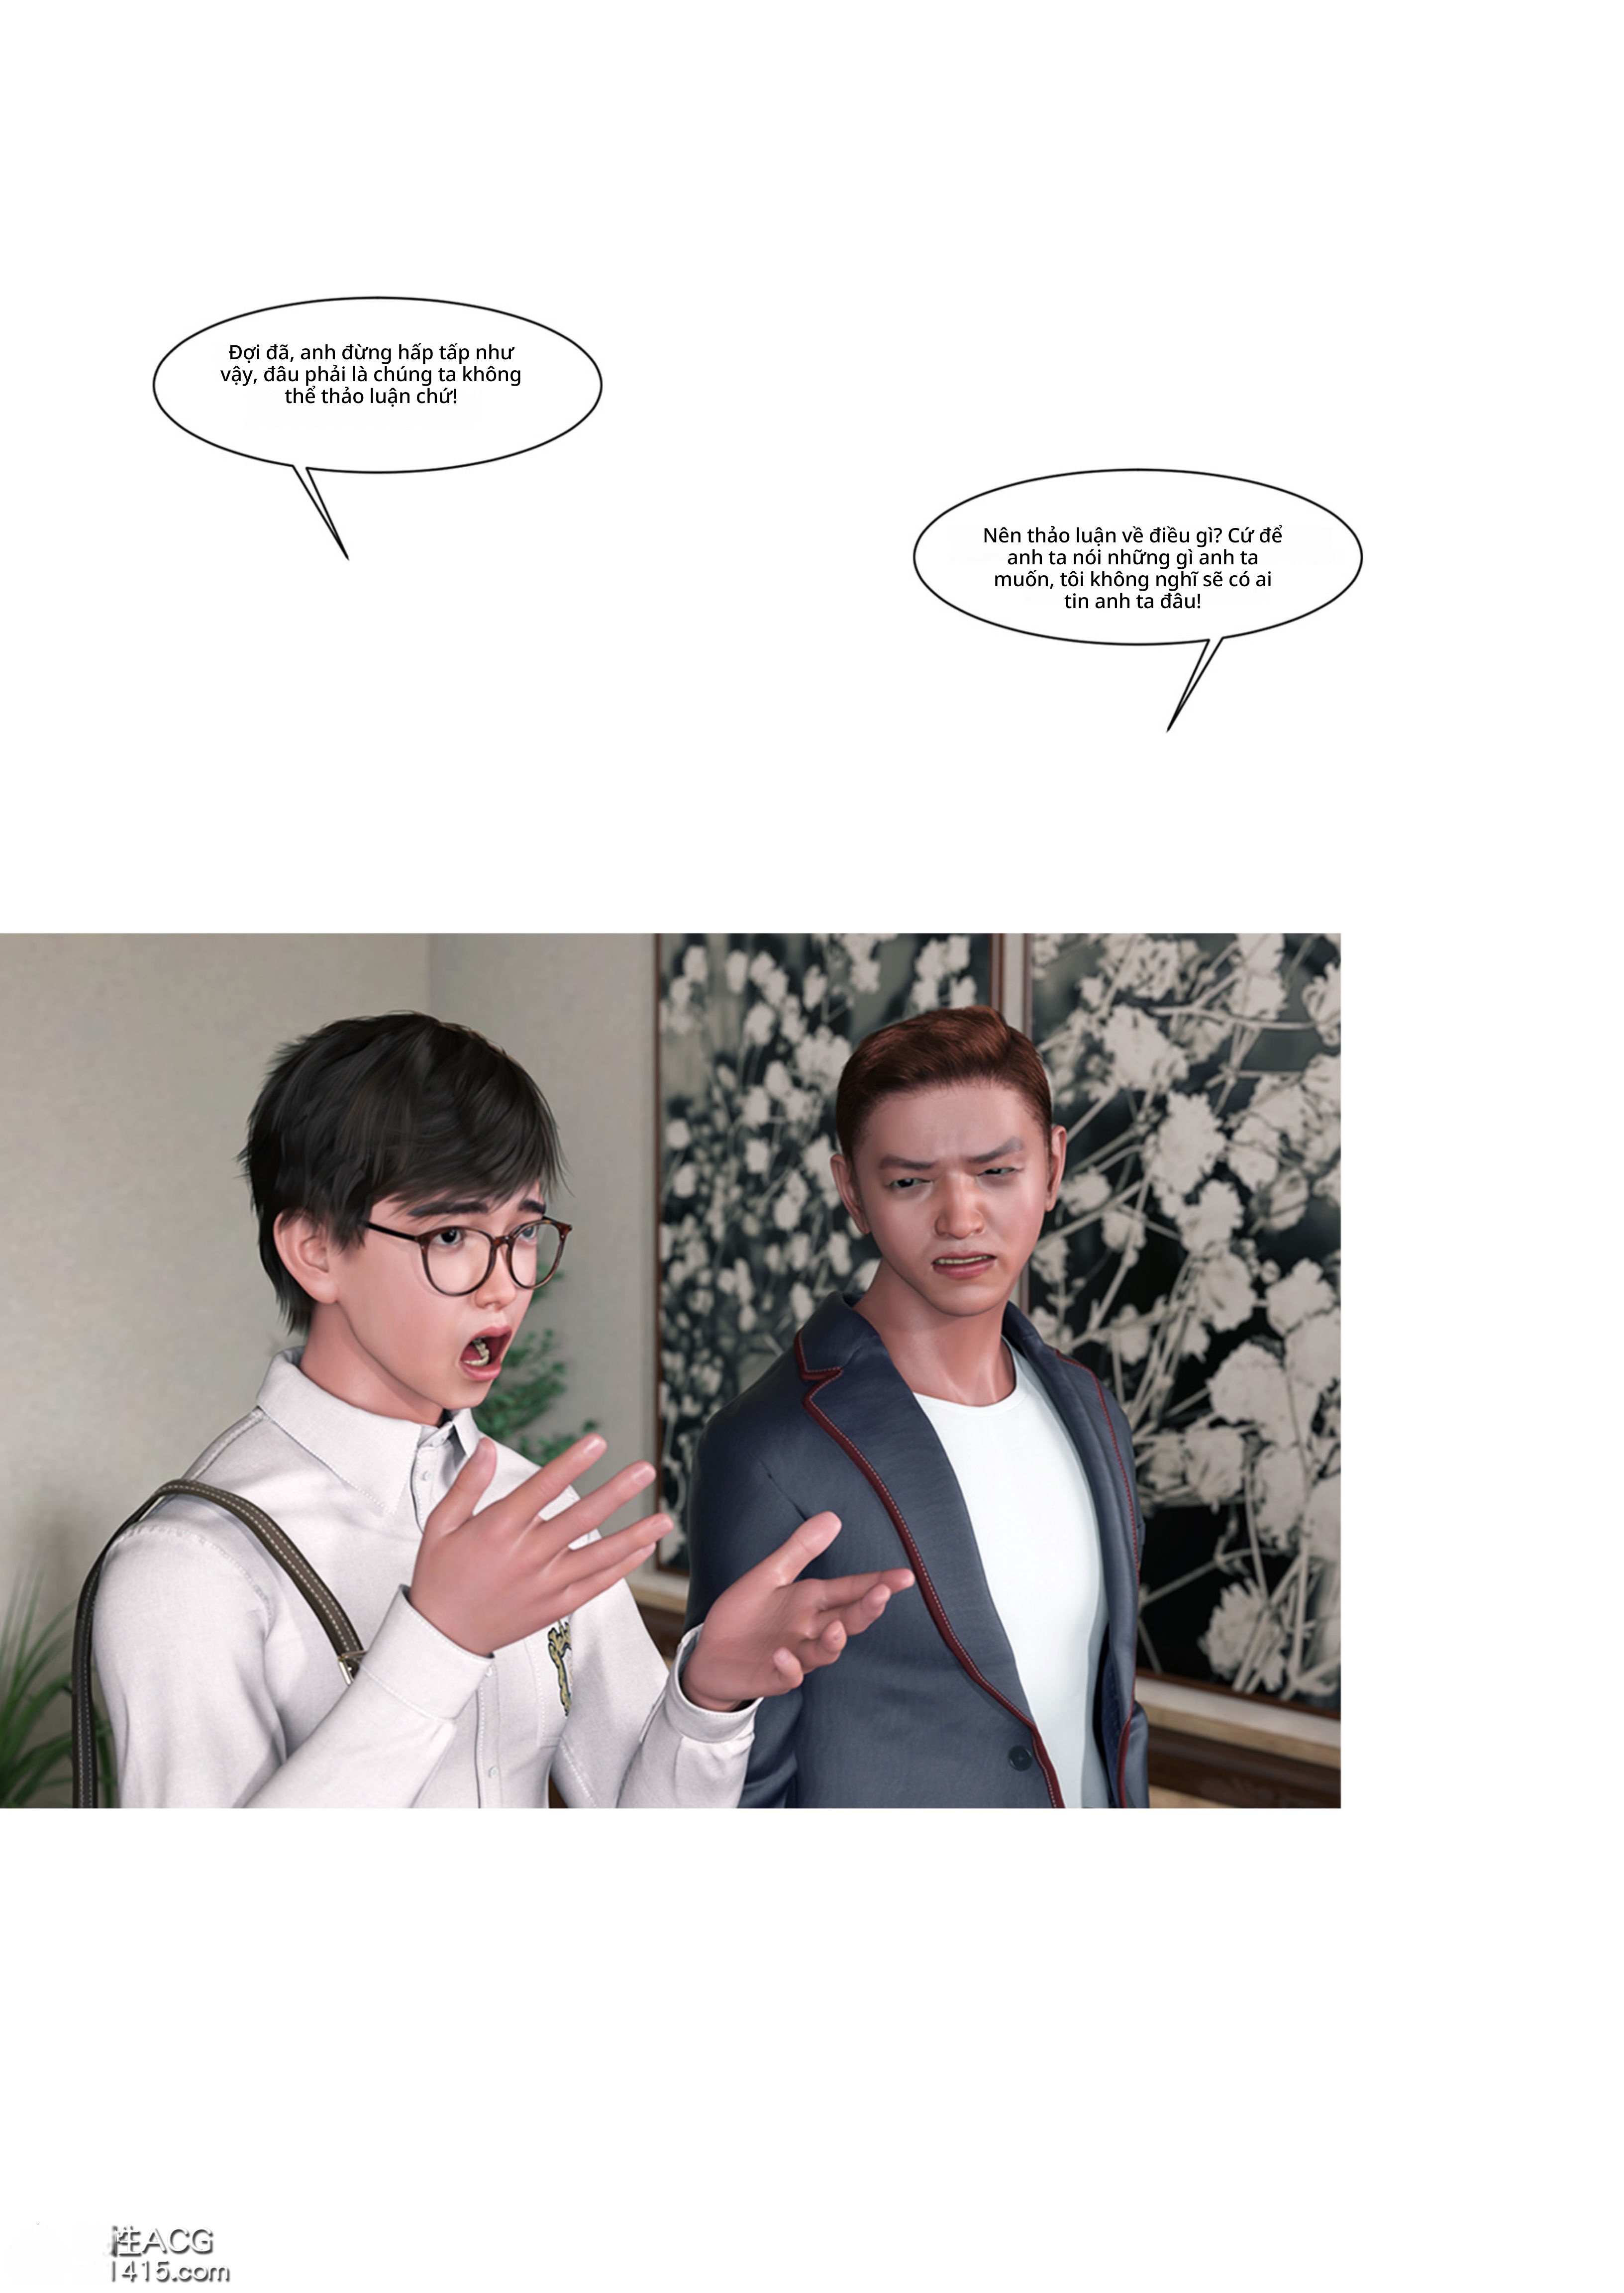 Đợi đã, anh đừng hấp tấp như
vậy, đâu phải là chúng ta không
thể thảo luận chứ!
Nên thảo luận về điều gì? Cứ để
anh ta nói những gì anh ta
muốn, tôi không nghĩ sẽ có ai
tin anh ta đâu!
性ACG
1415.com